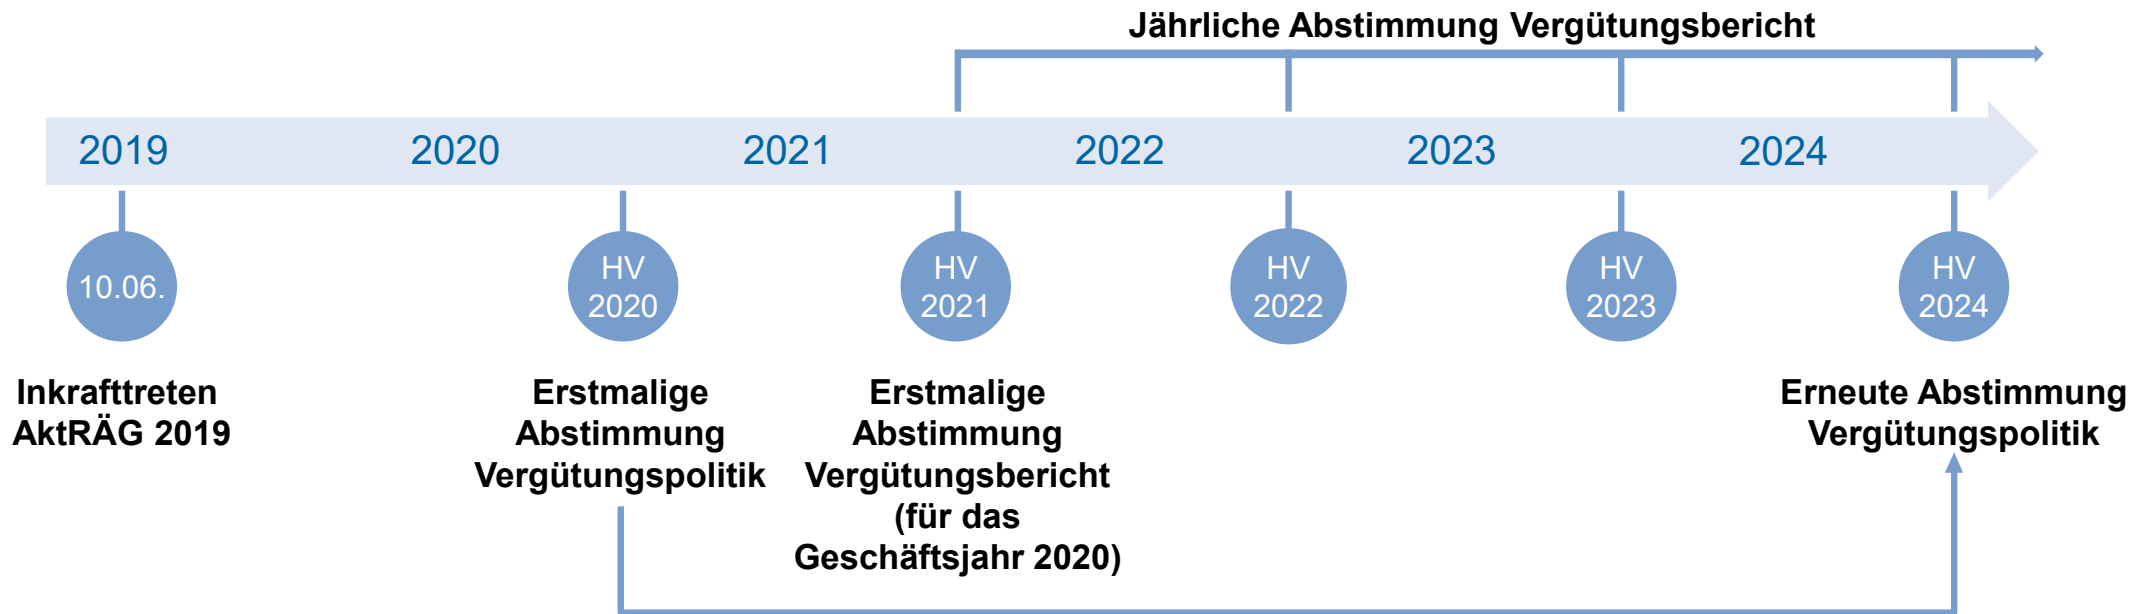 Jährliche Abstimmung Vergütungsbericht
2019 2020 2021 2022 2023 2024
10.06.
HV
2020
HV
2021
HV
2022
HV
2023
HV
2024
Inkrafttreten
AktRÄG 2019
Erstmalige
Abstimmung
Vergütungspolitik
Erstmalige
Abstimmung
Vergütungsbericht
(für das
Geschäftsjahr 2020)
Erneute Abstimmung
Vergütungspolitik